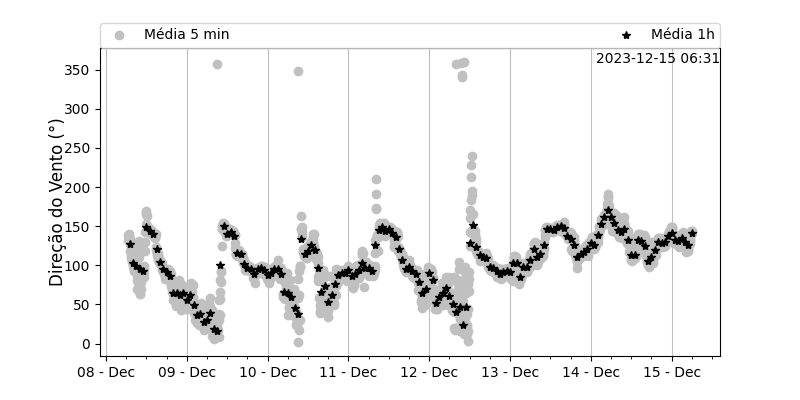 Média 5 min
Média 1h
2023-12-15 06:31
Direção do Vento (°)
350
300
250
200
150
100
50
0
08 - Dec
09 - Dec
10 - Dec
11 - Dec
12 - Dec
13 - Dec
14 - Dec
15 - Dec